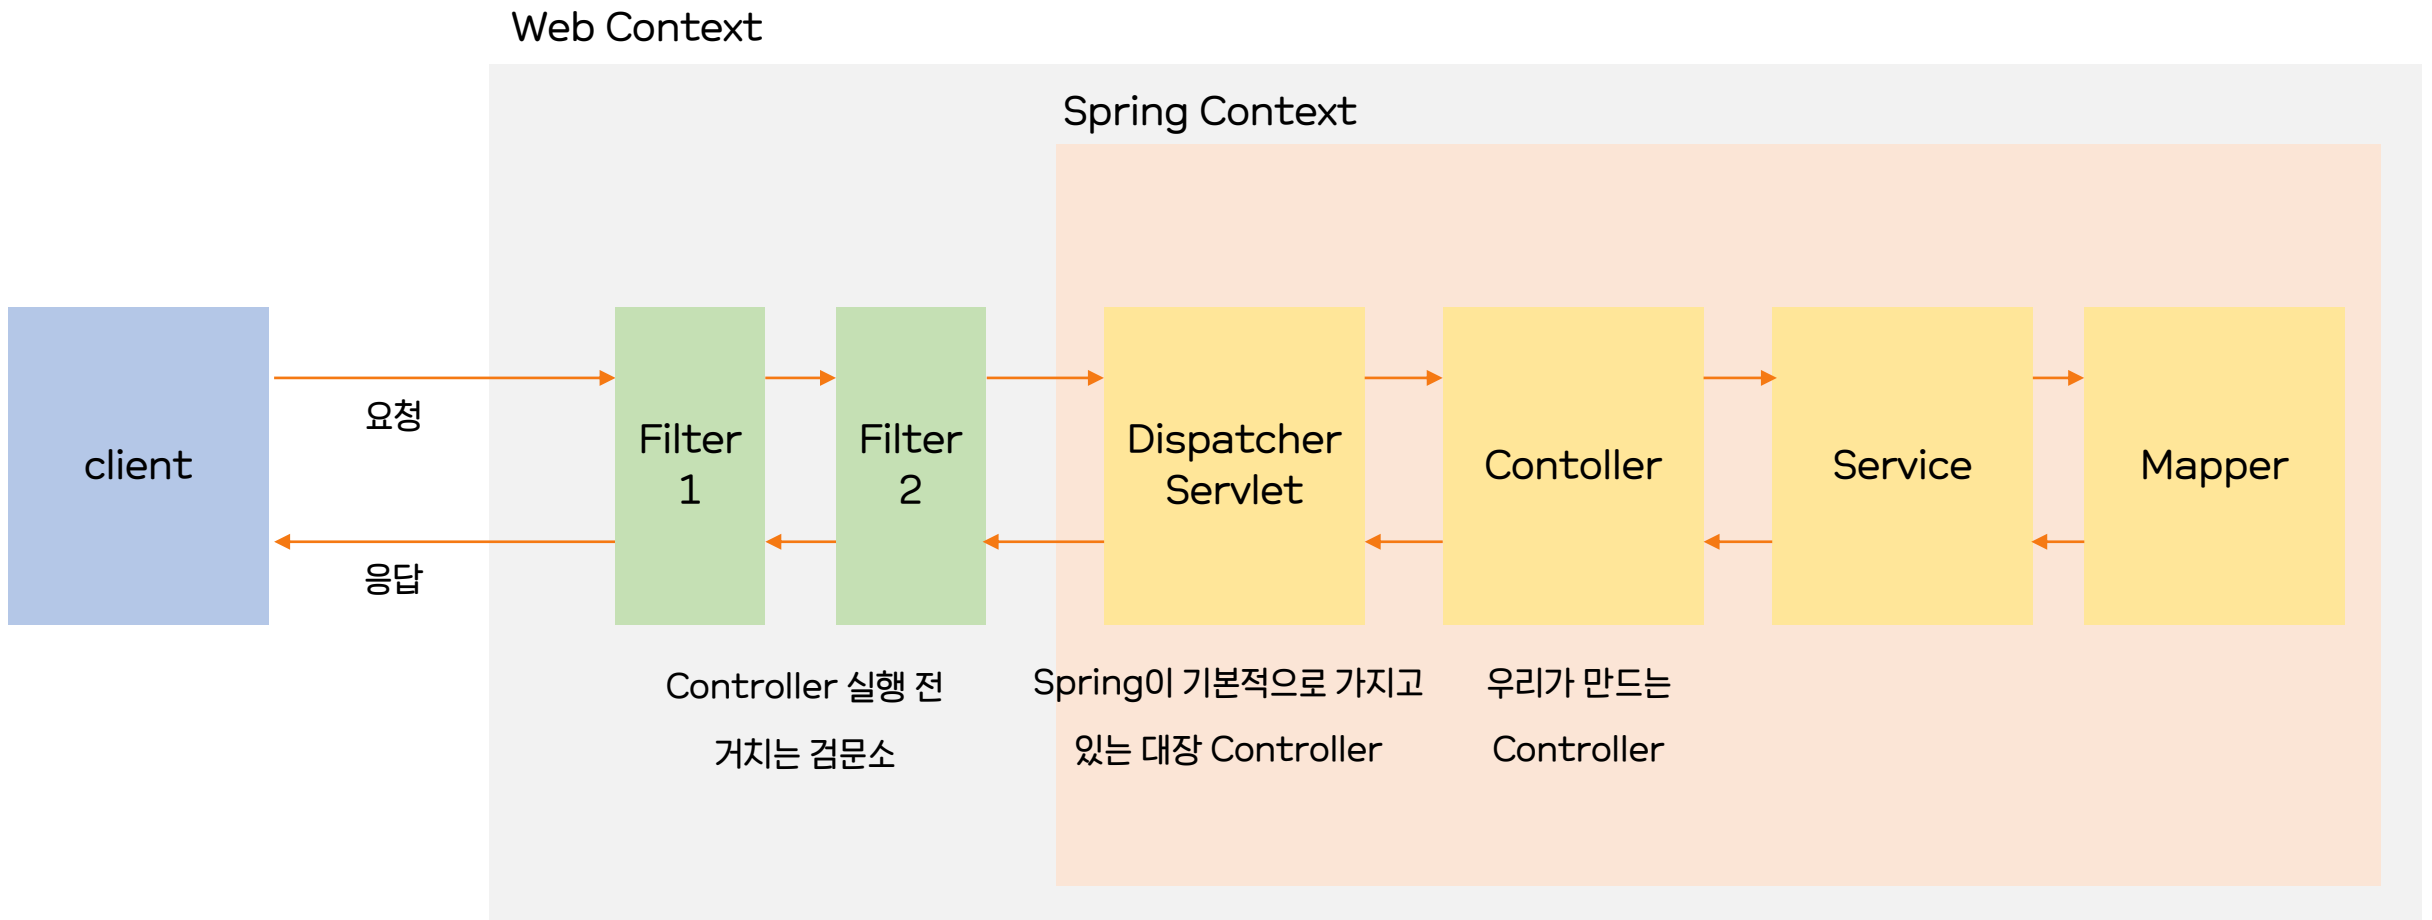 Web Context
Spring Context
client
요청
응답
Filter
1
Filter
2
Dispatcher
Servlet
Contoller
Service
Mapper
Controller 실행 전
거치는 검문소
Spring이 기본적으로 가지고
있는 대장 Controller
우리가 만드는
Controller